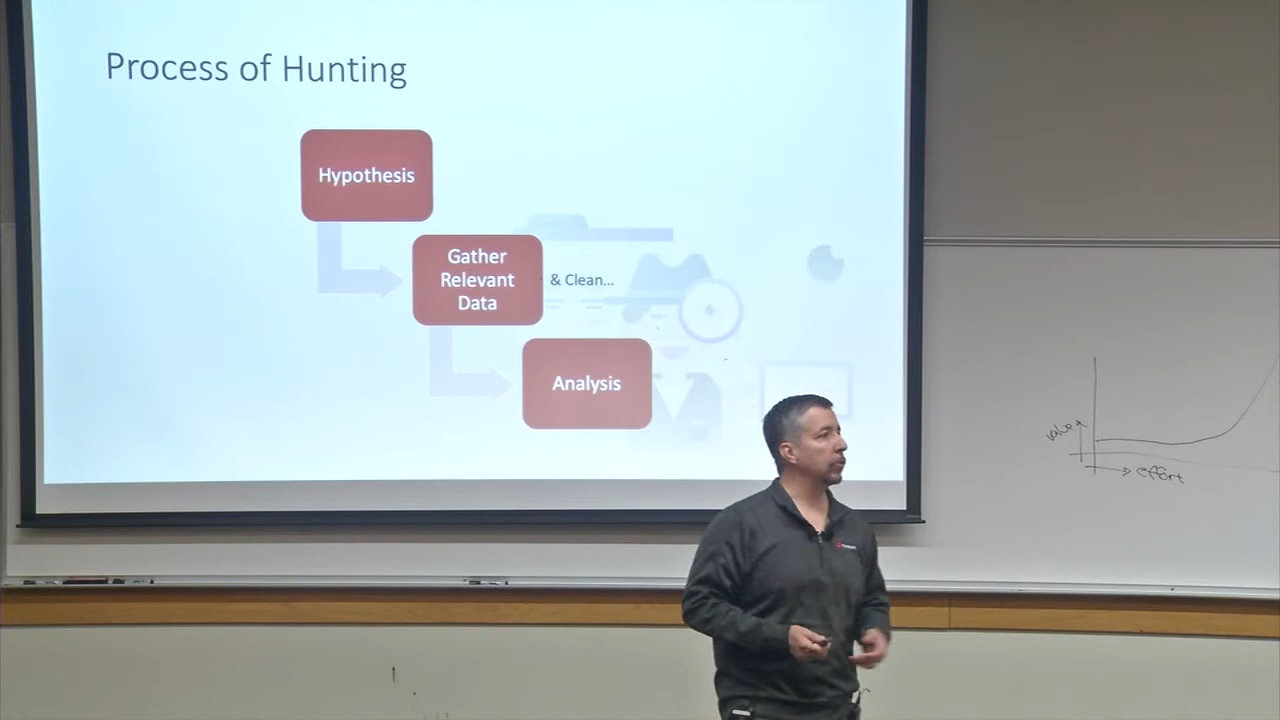 Process of Hunting
Hypothesis
Gather
Relevant
Data
& Clean...
Analysis
value
effort